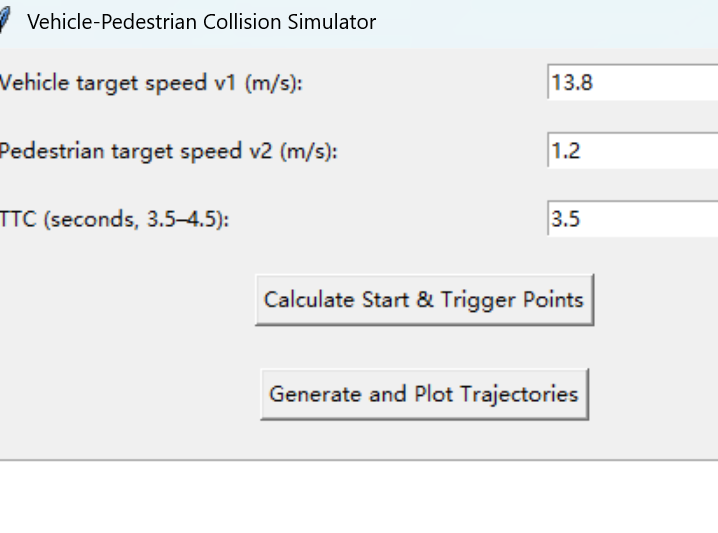 Vehicle-Pedestrian Collision Simulator
Vehicle target speed v1 (m/s): 13.8
Pedestrian target speed v2 (m/s): 1.2
TTC (seconds, 3.5–4.5): 3.5
Calculate Start & Trigger Points
Generate and Plot Trajectories